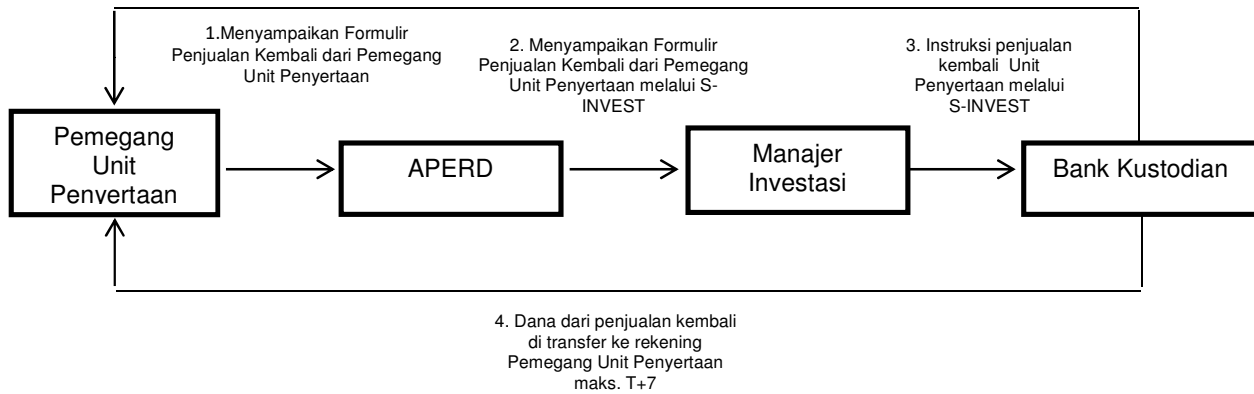 1.Menyampaikan Formulir
Penjualan Kembali dari Pemegang
Unit Penyertaan
2. Menyampaikan Formulir
Penjualan Kembali dari Pemegang
Unit Penyertaan melalui S-
INVEST
3. Instruksi penjualan
kembali Unit
Penyertaan melalui
S-INVEST
Pemegang
Unit
Penvertaan
APERD
Manajer
Investasi
Bank Kustodian
4. Dana dari penjualan kembali
di transfer ke rekening
Pemegang Unit Penyertaan
maks. T+7